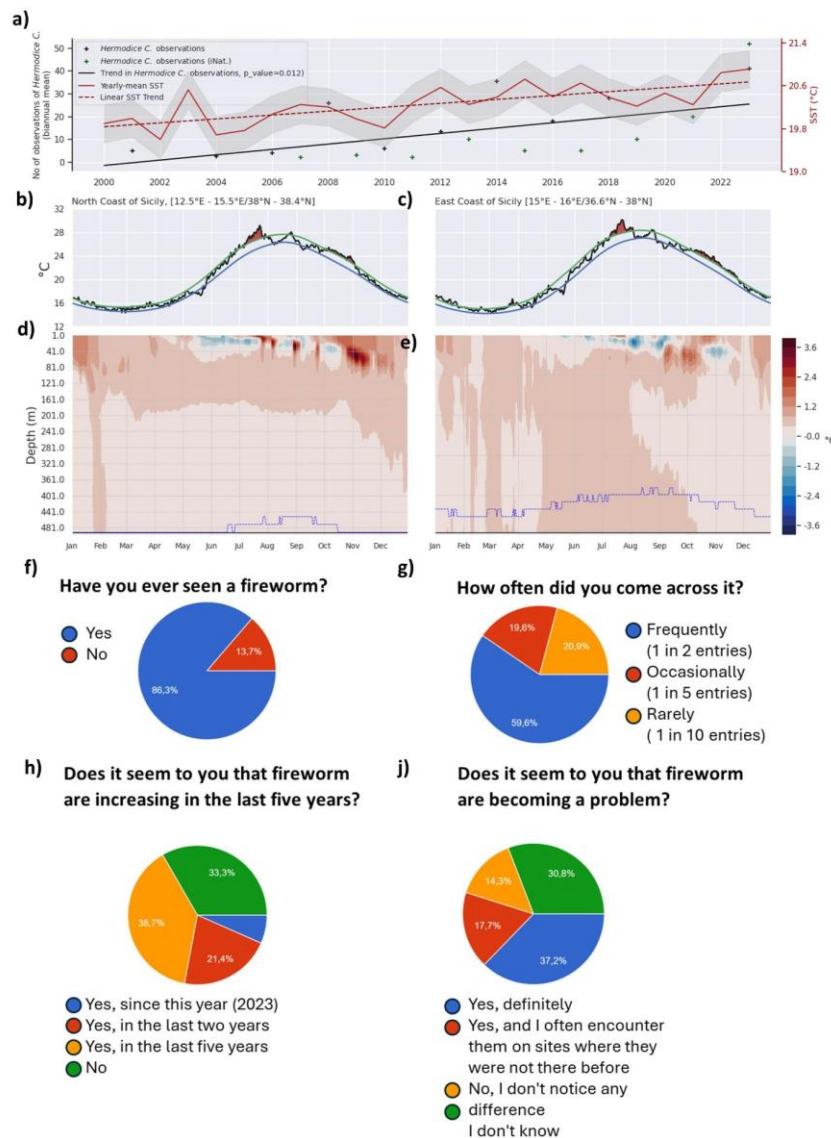 a)
No of observations of Hermodice C.
(biannual mean)
50
40
30
20
10
0
Hermodice C. observations
Hermodice C. observations (iNat.)
Trend in Hermodice C. observations, p_value=0.012)
Yearly-mean SST
Linear SST Trend
21.4
20.6
19.8
19.0
SST (°C)
2000 2002 2004 2006 2008 2010 2012 2014 2016 2018 2020 2022
b) North Coast of Sicily, [12.5°E - 15.5°E/38°N - 38.4°N]
c) East Coast of Sicily [15°E - 16°E/36.6°N - 38°N]
32
28
24
20
16
12
°C
d)
e)
1.0
41.0
81.0
121.0
161.0
201.0
241.0
281.0
321.0
361.0
401.0
441.0
481.0
Depth (m)
3.6
2.4
1.2
-0.0
-1.2
-2.4
-3.6
Jan Feb Mar Apr May Jun Jul Aug Sep Oct Nov Dec
Jan Feb Mar Apr May Jun Jul Aug Sep Oct Nov Dec
f)
Have you ever seen a fireworm?
Yes
No
13,7%
86,3%
g)
How often did you come across it?
19,6%
20,9%
59,6%
Frequently
(1 in 2 entries)
Occasionally
(1 in 5 entries)
Rarely
( 1 in 10 entries)
h)
Does it seem to you that fireworm
are increasing in the last five years?
33,3%
38,7%
21,4%
Yes, since this year (2023)
Yes, in the last two years
Yes, in the last five years
No
j)
Does it seem to you that fireworm
are becoming a problem?
14,3%
30,8%
17,7%
37,2%
Yes, definitely
Yes, and I often encounter
them on sites where they
were not there before
No, I don't notice any
difference
I don't know